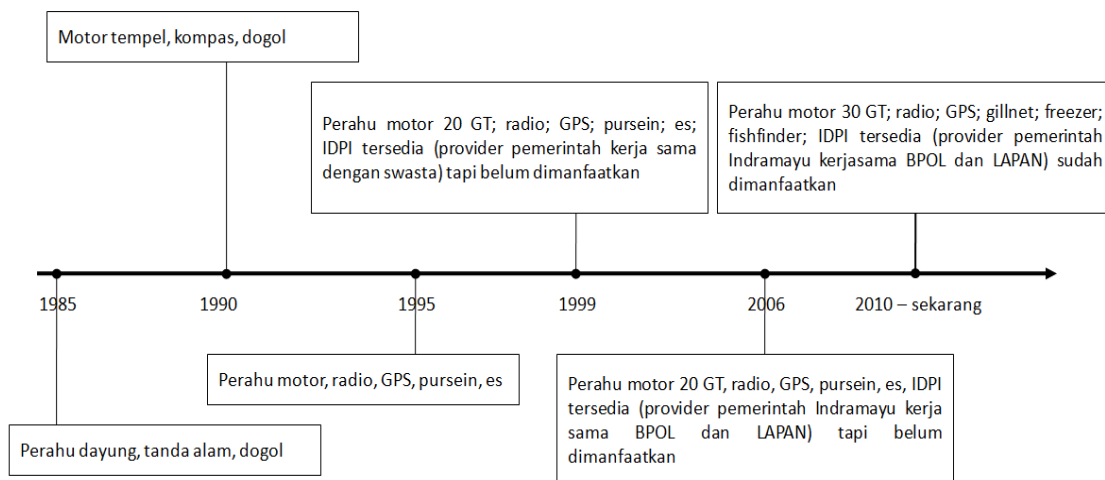 Motor tempel, kompas, dogol
Perahu motor 20 GT; radio; GPS; pursein; es;
IDPI tersedia (provider pemerintah kerja sama
dengan swasta) tapi belum dimanfaatkan
Perahu motor 30 GT; radio; GPS; gillnet; freezer;
fishfinder; IDPI tersedia (provider pemerintah
Indramayu kerjasama BPOL dan LAPAN) sudah
dimanfaatkan
1985
1990
1995
1999
2006
2010 – sekarang
Perahu motor, radio, GPS, pursein, es
Perahu motor 20 GT, radio, GPS, pursein, es, IDPI
tersedia (provider pemerintah Indramayu kerja
sama BPOL dan LAPAN) tapi belum
dimanfaatkan
Perahu dayung, tanda alam, dogol